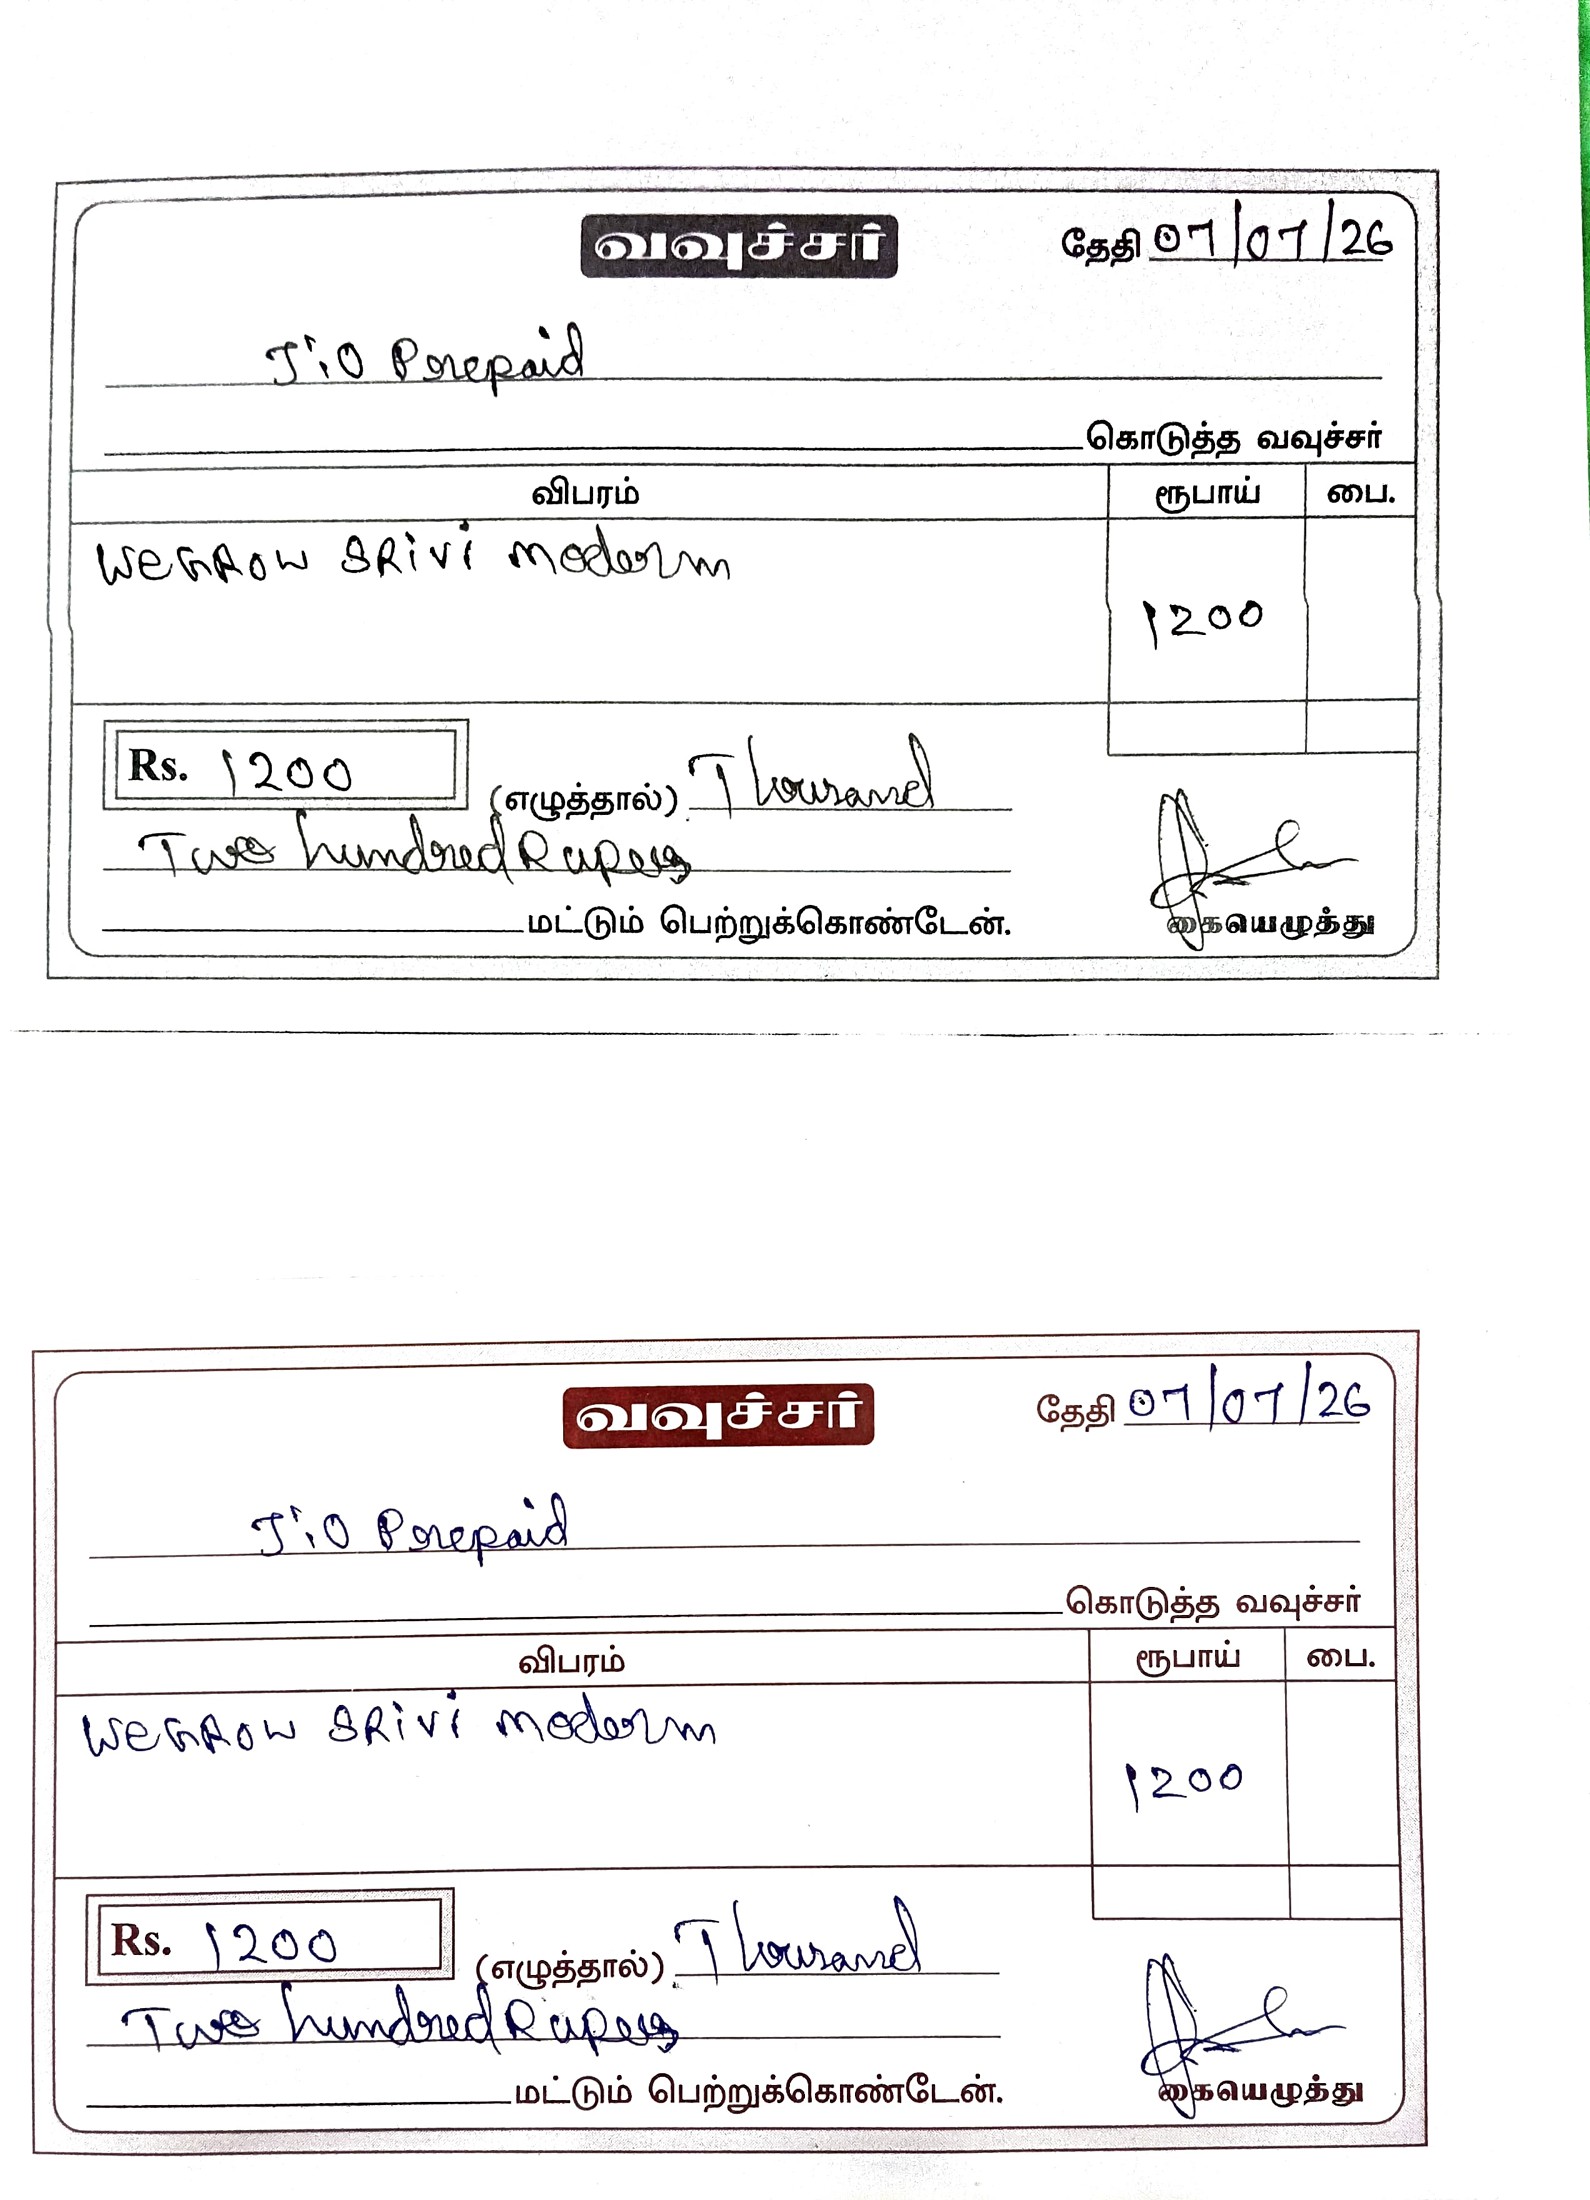 வவுச்சர்
தேதி 07/07/26
Jio Prepaid
கொடுத்த வவுச்சர்
விபரம் ரூபாய் பை.
WEGROW SRIVI Moderm
1200
Rs. 1200 (எழுத்தால்) Thousand
Two hundred Rupees
மட்டும் பெற்றுக்கொண்டேன். கையெழுத்து
வவுச்சர்
தேதி 07/07/26
Jio Prepaid
கொடுத்த வவுச்சர்
விபரம் ரூபாய் பை.
WEGROW SRIVI Moderm
1200
Rs. 1200 (எழுத்தால்) Thousand
Two hundred Rupees
மட்டும் பெற்றுக்கொண்டேன். கையெழுத்து